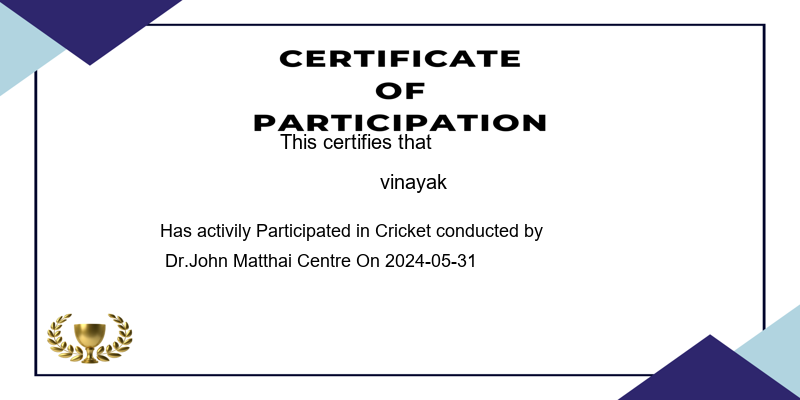 CERTIFICATE
OF
PARTICIPATION
This certifies that
vinayak
Has activily Participated in Cricket conducted by
Dr.John Matthai Centre On 2024-05-31